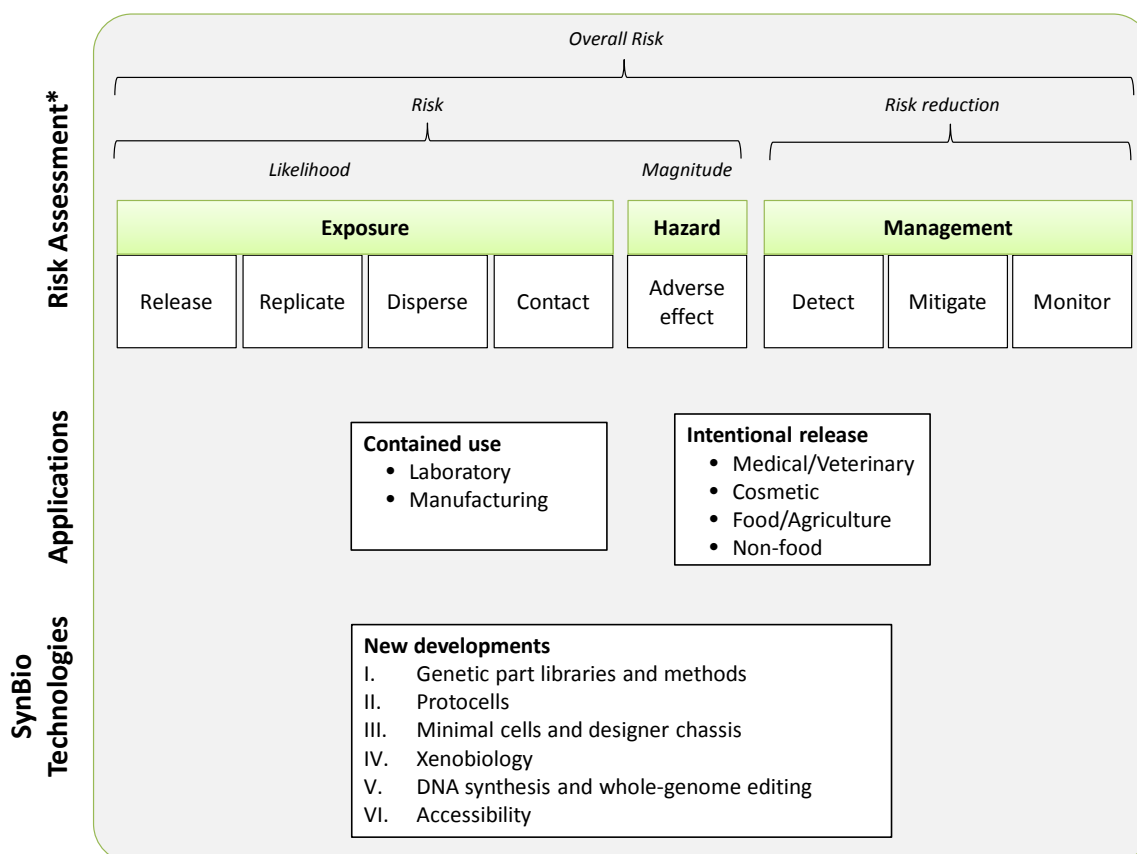 Overall Risk
Risk Assessment*
Risk
Risk reduction
Likelihood
Magnitude
Exposure
Hazard
Management
Release
Replicate
Disperse
Contact
Adverse
effect
Detect
Mitigate
Monitor
Applications
Contained use
• Laboratory
• Manufacturing
Intentional release
• Medical/Veterinary
• Cosmetic
• Food/Agriculture
• Non-food
SynBio
Technologies
New developments
I. Genetic part libraries and methods
II. Protocells
III. Minimal cells and designer chassis
IV. Xenobiology
V. DNA synthesis and whole-genome editing
VI. Accessibility